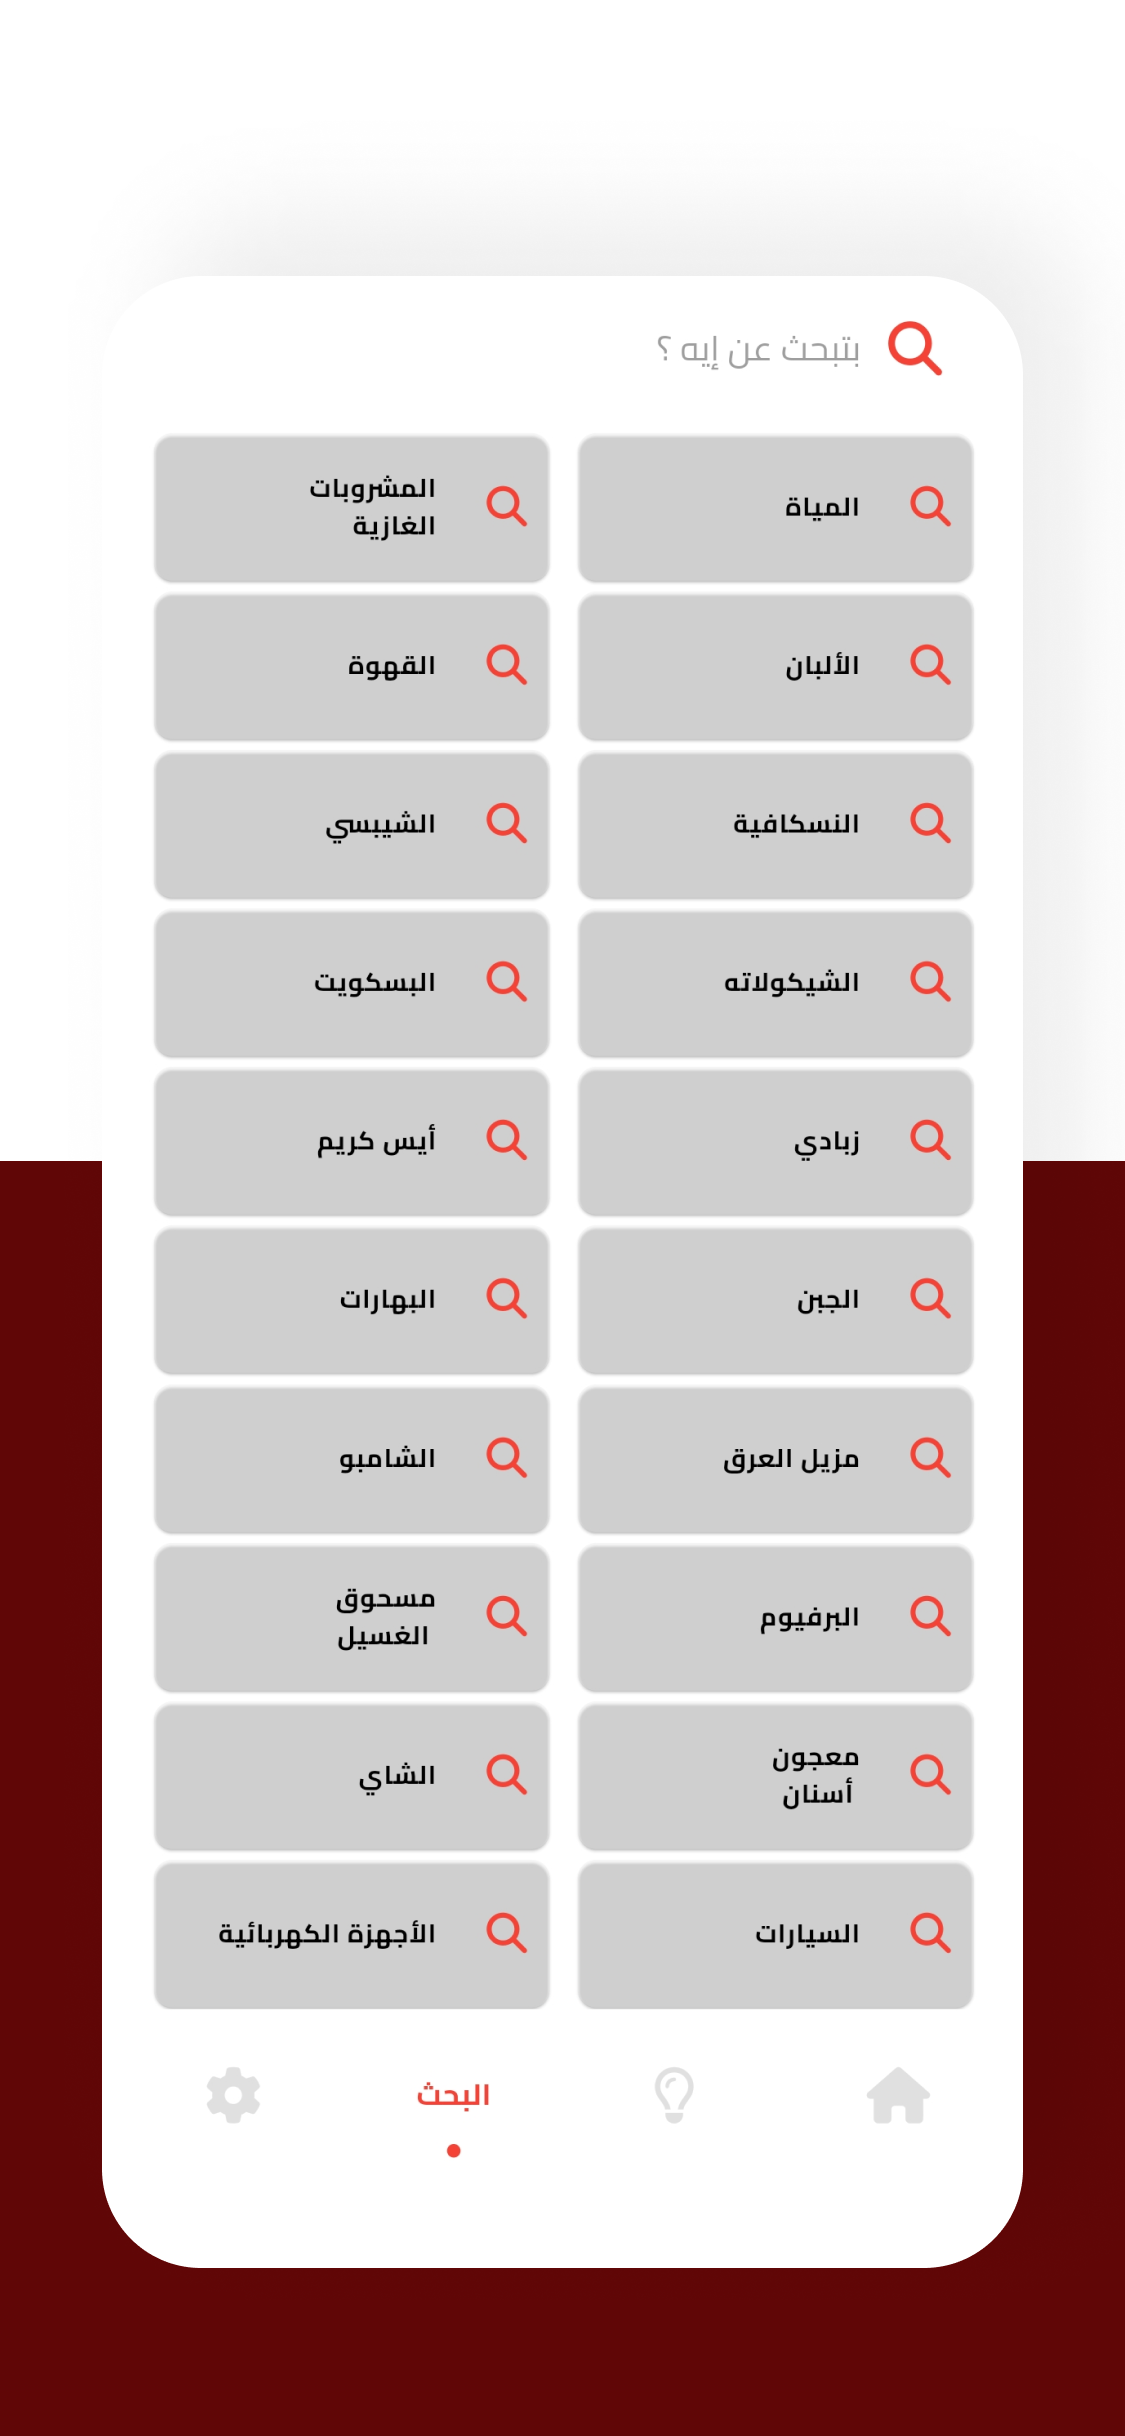 بتبحث عن إيه ؟
المياة
المشروبات
الغازية
الألبان
القهوة
النسكافية
الشيبسي
الشيكولاته
البسكويت
زبادي
أيس كريم
الجبن
البهارات
مزيل العرق
الشامبو
البرفيوم
مسحوق
الغسيل
معجون
أسنان
الشاي
السيارات
الأجهزة الكهربائية
البحث